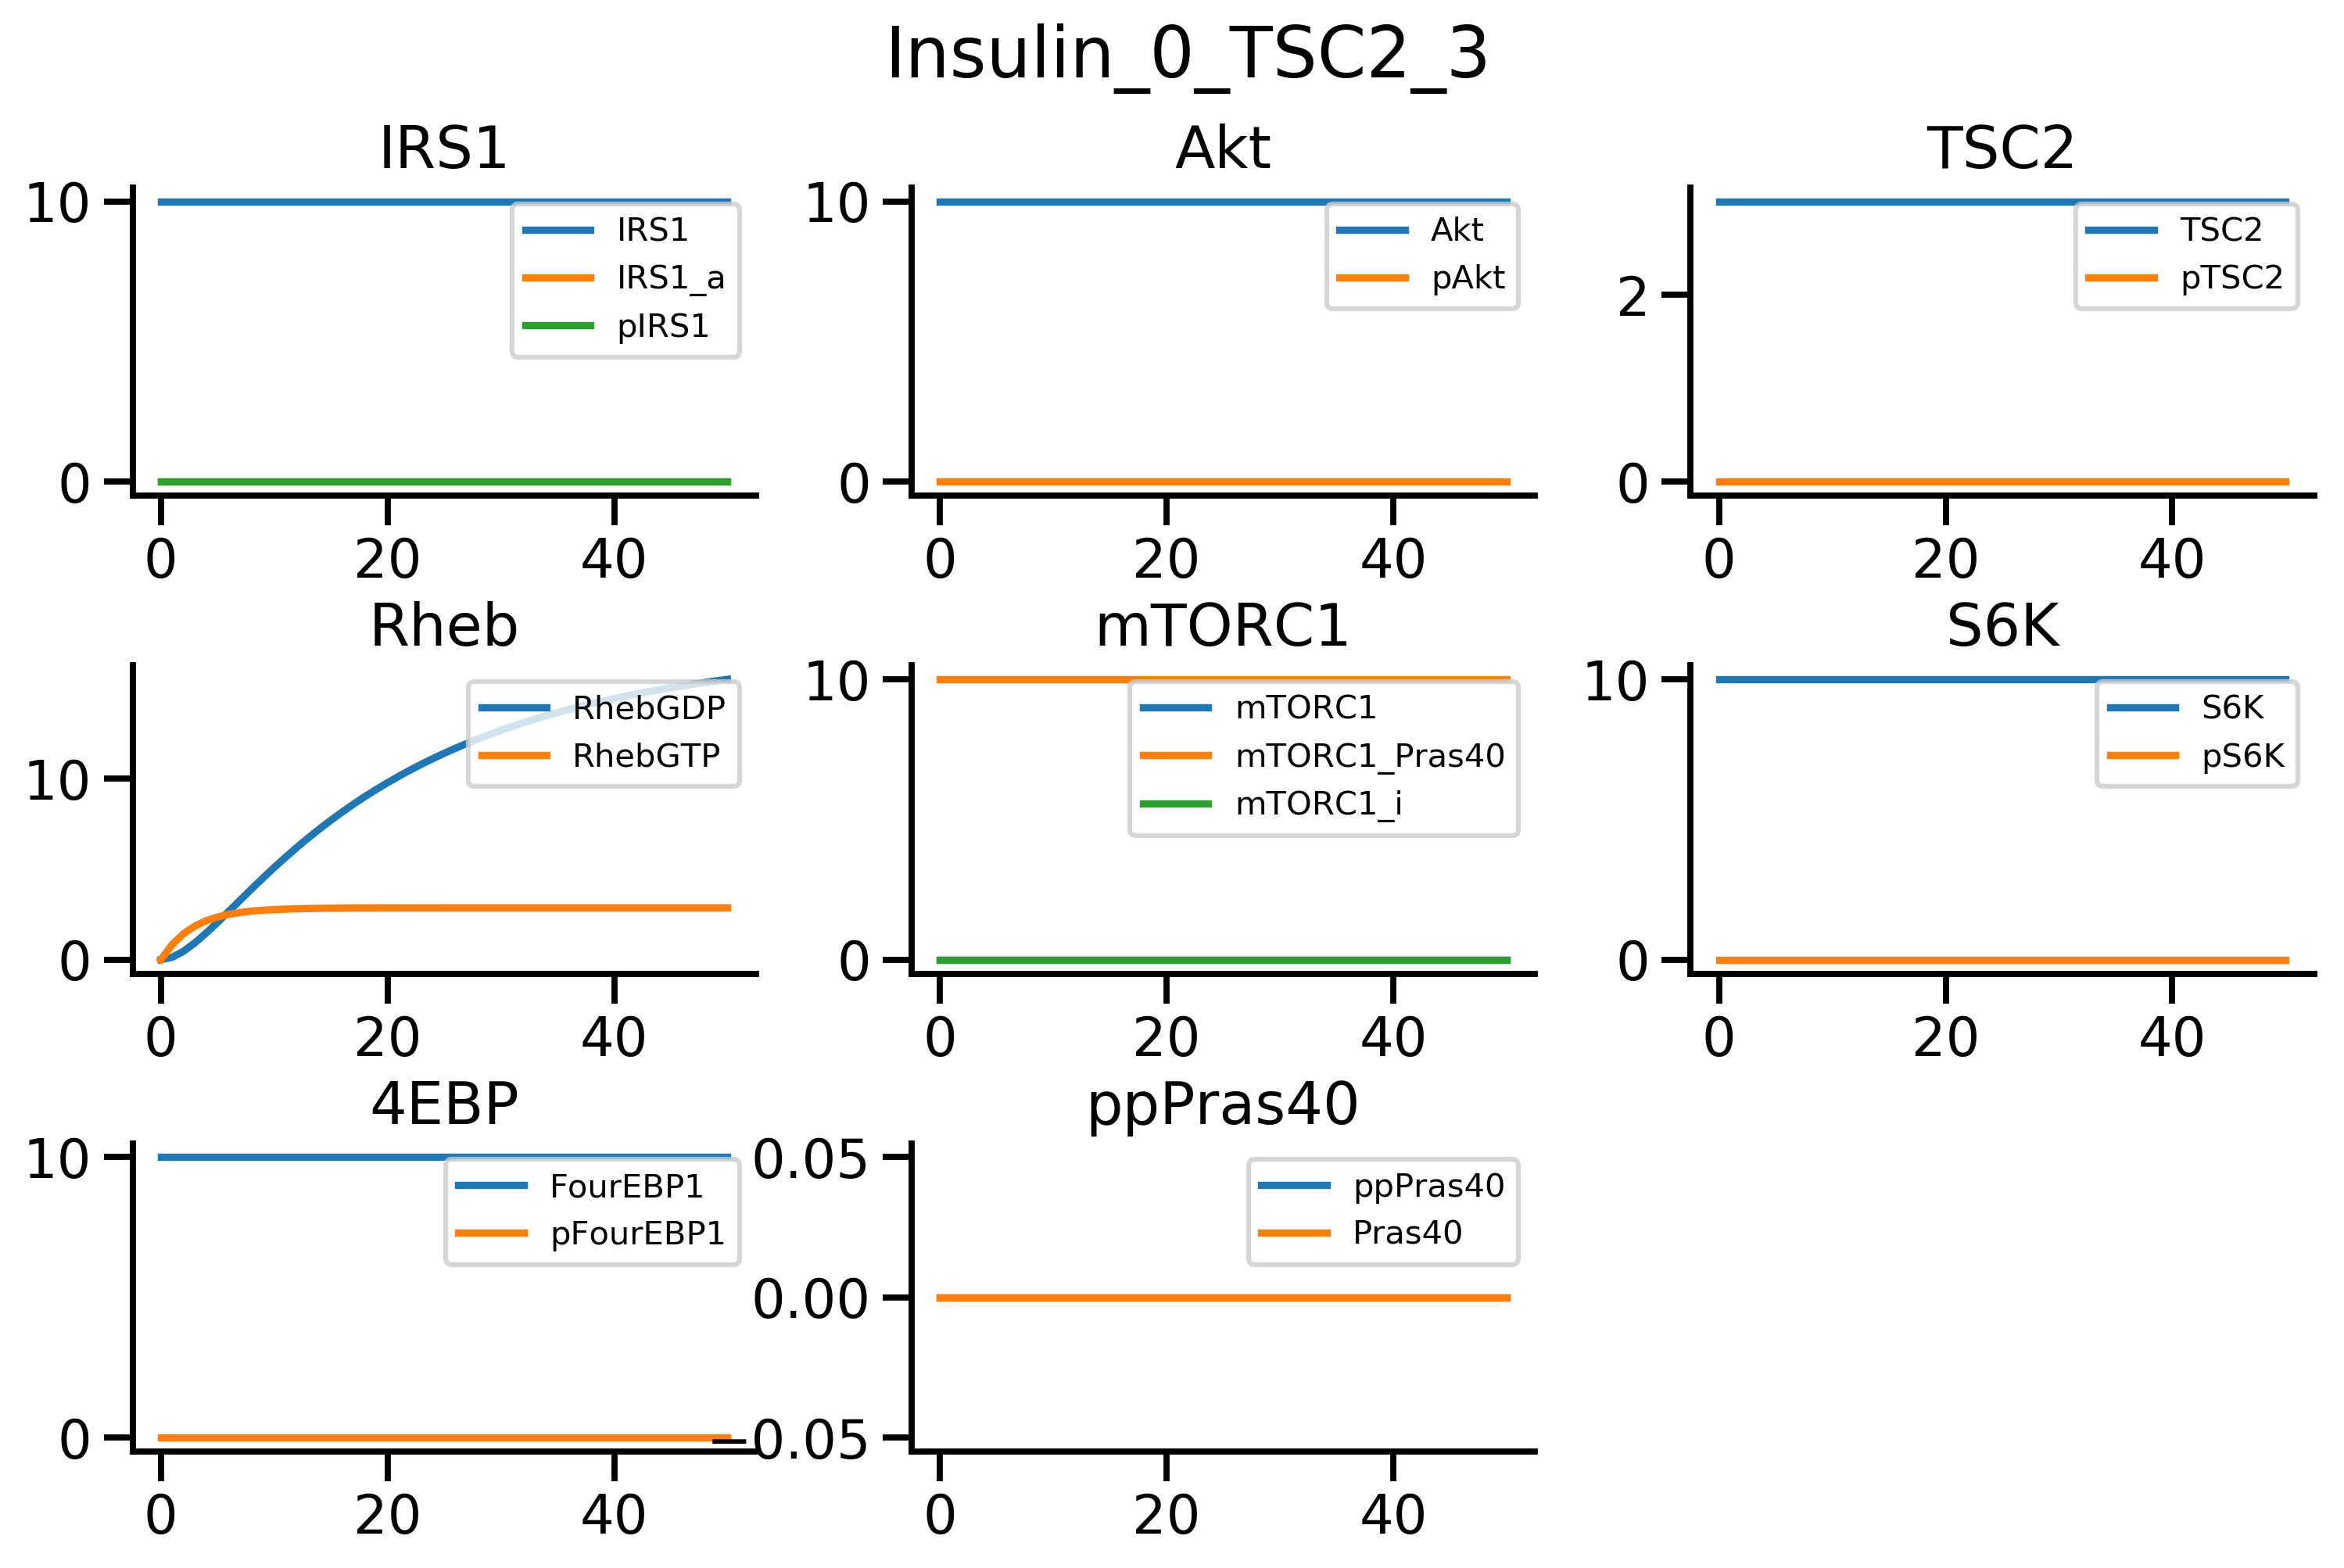 Insulin_0_TSC2_3
IRS1
10
0
0 20 40
IRS1
IRS1_a
pIRS1
Akt
10
0
0 20 40
Akt
pAkt
TSC2
2
0
0 20 40
TSC2
pTSC2
Rheb
10
0
0 20 40
RhebGDP
RhebGTP
mTORC1
10
0
0 20 40
mTORC1
mTORC1_Pras40
mTORC1_i
S6K
10
0
0 20 40
S6K
pS6K
4EBP
10
0
0 20 40
FourEBP1
pFourEBP1
ppPras40
0.05
0.00
−0.05
0 20 40
ppPras40
Pras40